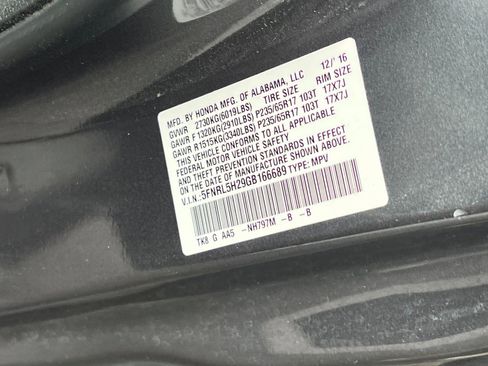 MFD. BY HONDA MFG. OF ALABAMA, LLC 12/'16
GVWR 2730KG(6019LBS) TIRE SIZE RIM SIZE
GAWR F 1320KG(2910LBS) P235/65R17 103T 17X7J
GAWR R1515KG(3340LBS) P235/65R17 103T 17X7J
THIS VEHICLE CONFORMS TO ALL APPLICABLE
FEDERAL MOTOR VEHICLE SAFETY AND
THEFT PREVENTION STANDARDS IN EFFECT
ON THE DATE OF MANUFACTURE SHOWN ABOVE.
V.I.N.:5FNRL5H29GB166689 TYPE: MPV
TK8 G AA5 -NH797M -B -B